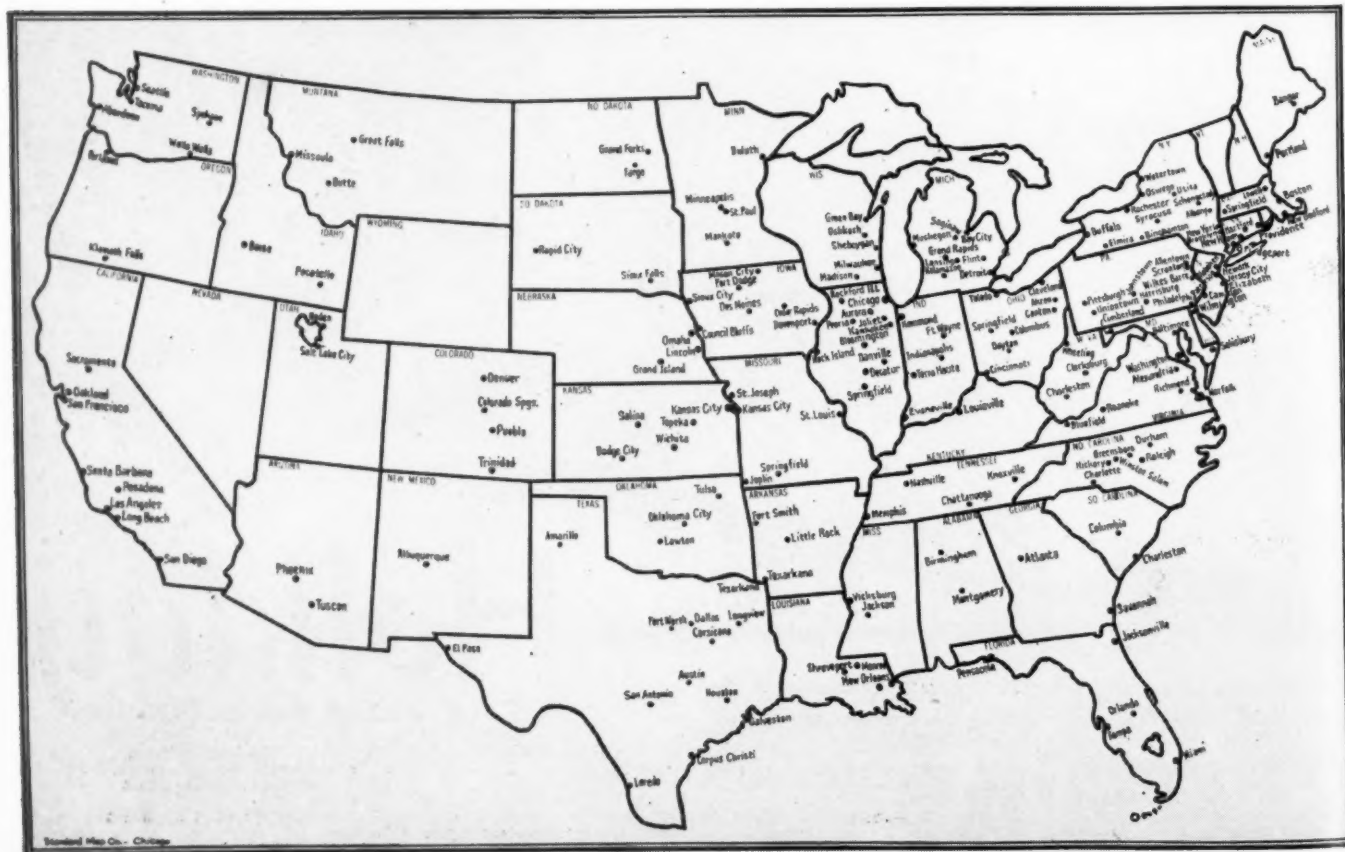 WASHINGTON
Seattle
Tacoma
Spokane
Walla Walla
Portland
OREGON
Klamath Falls
MONTANA
Great Falls
Missoula
Butte
IDAHO
Boise
Pocatello
WYOMING
CALIFORNIA
Sacramento
Oakland
San Francisco
Santa Barbara
Pasadena
Los Angeles
Long Beach
San Diego
NEVADA
UTAH
Ogden
Salt Lake City
COLORADO
Denver
Colorado Spgs.
Pueblo
Trinidad
ARIZONA
Phoenix
Tuscon
NEW MEXICO
Albuquerque
NO DAKOTA
Grand Forks
Fargo
SO DAKOTA
Rapid City
Sioux Falls
NEBRASKA
Omaha
Lincoln
Grand Island
KANSAS
Kansas City
Salina
Topeka
Wichita
Dodge City
OKLAHOMA
Tulsa
Oklahoma City
Lawton
TEXAS
Amarillo
Texarkana
Fort Worth
Dallas
Longview
Corsicana
El Paso
Austin
San Antonio
Houston
Galveston
Corpus Christi
Laredo
MINN
Duluth
Minneapolis
St. Paul
Mankato
IOWA
Mason City
Fort Dodge
Sioux City
Des Moines
Cedar Rapids
Davenport
Council Bluffs
MISSOURI
St. Joseph
Kansas City
St. Louis
Springfield
Joplin
ARKANSAS
Fort Smith
Little Rock
Texarkana
LOUISIANA
Shreveport
Monroe
New Orleans
WIS
Green Bay
Oshkosh
Sheboygan
Milwaukee
Madison
Rockford ILL
Chicago
Aurora
Peoria
Joliet
Kankakee
Bloomington
Rock Island
Danville
Decatur
Springfield
MICH
Saginaw
Muskegon
Bay City
Grand Rapids
Lansing
Flint
Kalamazoo
Detroit
IND
Hammond
Ft Wayne
Indianapolis
Terre Haute
Evansville
OHIO
Toledo
Cleveland
Akron
Canton
Springfield
Columbus
Dayton
Cincinnati
KENTUCKY
Louisville
TENNESSEE
Nashville
Knoxville
Chattanooga
Memphis
MISS
Vicksburg
Jackson
ALABAMA
Birmingham
Montgomery
GEORGIA
Atlanta
Savannah
FLORIDA
Pensacola
Jacksonville
Orlando
Tampa
Miami
SO CAROLINA
Columbia
Charleston
NO CAROLINA
Durham
Greensboro
Hickory
Raleigh
Winston Salem
Charlotte
VIRGINIA
Washington
Alexandria
Richmond
Norfolk
Roanoke
Bluefield
W VA
Wheeling
Clarksburg
Charleston
MD
Baltimore
Cumberland
Salisbury
PA
Pittsburgh
Uniontown
Johnstown
Harrisburg
Allentown
Scranton
Wilkes Barre
Philadelphia
Newark
Jersey City
Elizabeth
Wilmington
N Y
Watertown
Oswego
Utica
Rochester
Schenectady
Syracuse
Albany
Buffalo
Elmira
Binghamton
New York
VT
N H
MAINE
Bangor
Portland
Boston
Springfield
Hartford
Providence
Standard Map Co. - Chicago